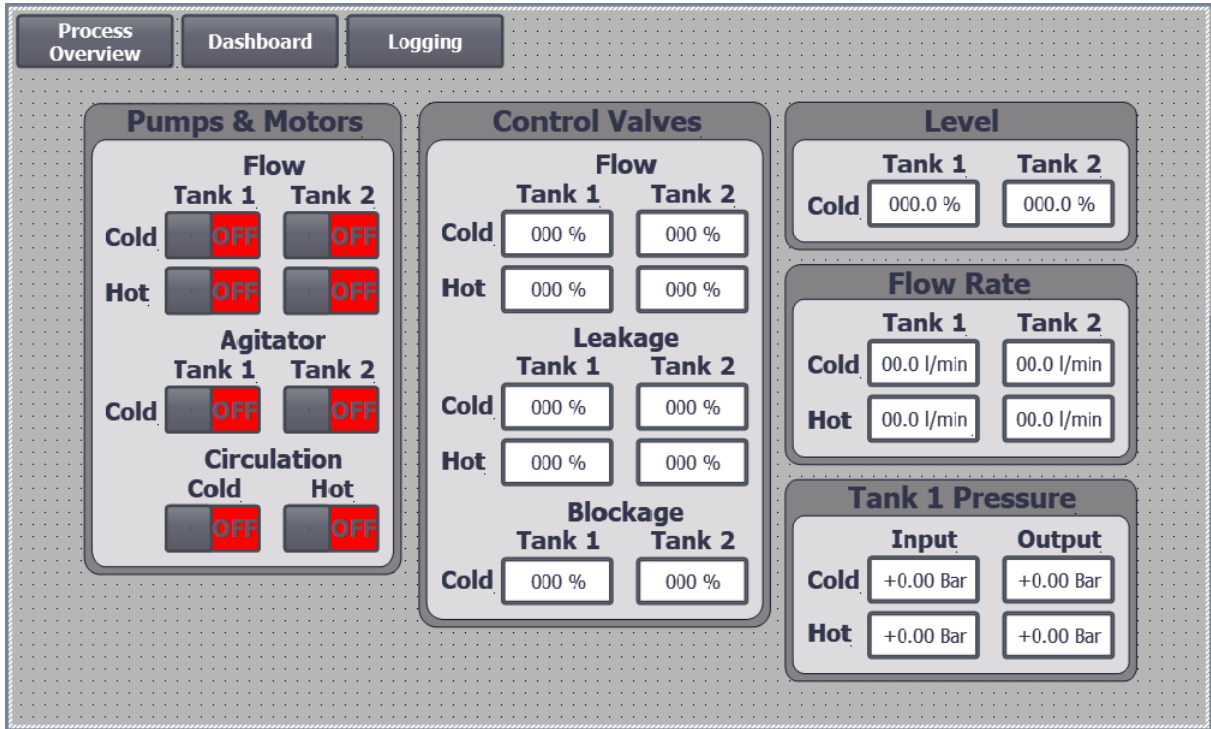 Process
Overview
Dashboard
Logging
Pumps & Motors
Flow
Tank 1 Tank 2
Cold OFF OFF
Hot OFF OFF
Agitator
Tank 1 Tank 2
Cold OFF OFF
Circulation
Cold Hot
OFF OFF
Control Valves
Flow
Tank 1 Tank 2
Cold 000 % 000 %
Hot 000 % 000 %
Leakage
Tank 1 Tank 2
Cold 000 % 000 %
Hot 000 % 000 %
Blockage
Tank 1 Tank 2
Cold 000 % 000 %
Level
Tank 1 Tank 2
Cold 000.0 % 000.0 %
Flow Rate
Tank 1 Tank 2
Cold 00.0 l/min 00.0 l/min
Hot 00.0 l/min 00.0 l/min
Tank 1 Pressure
Input Output
Cold +0.00 Bar +0.00 Bar
Hot +0.00 Bar +0.00 Bar